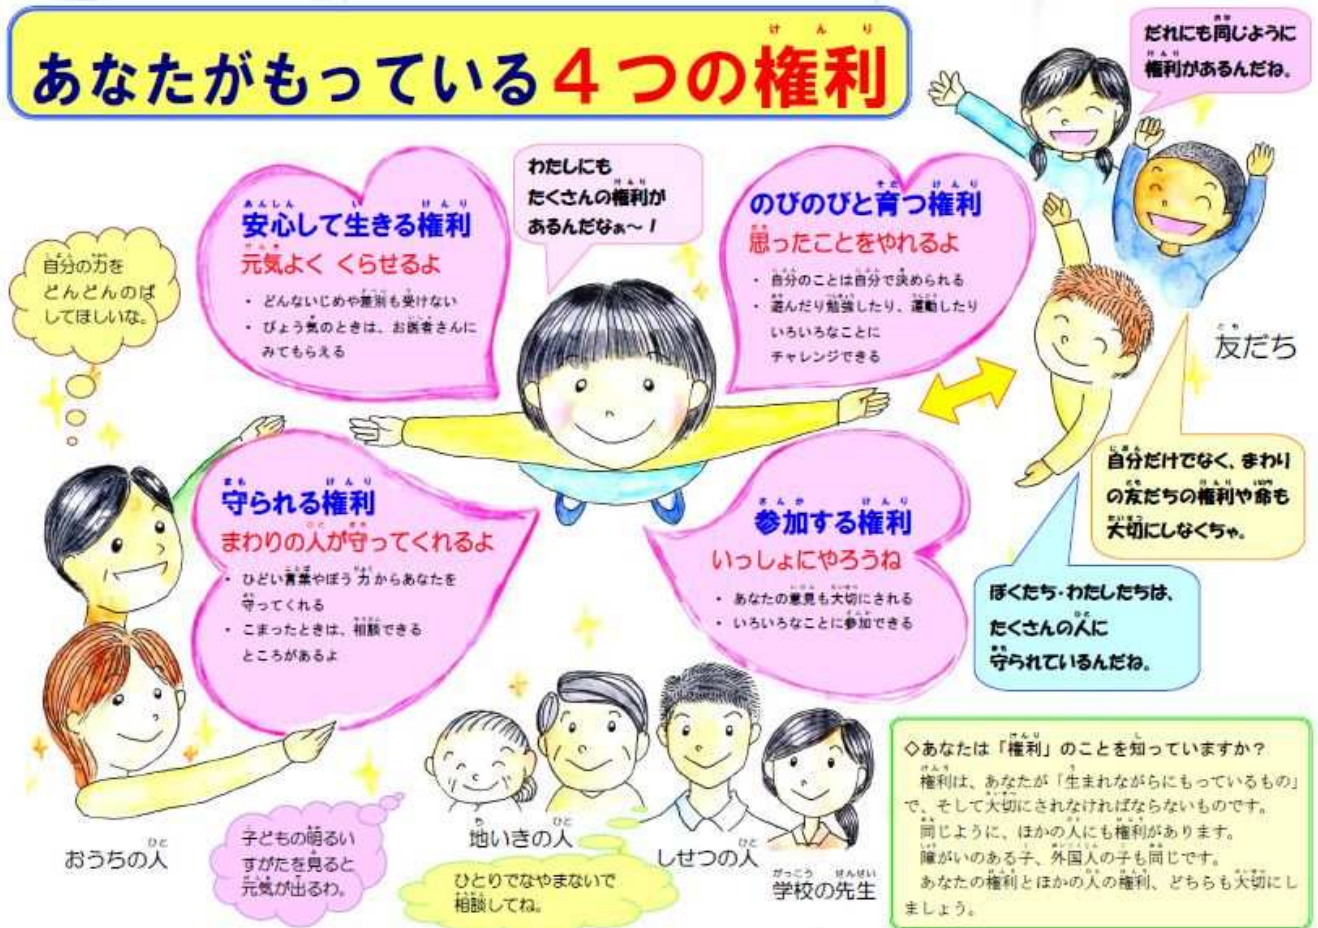 あなたがもっている4つの権利
だれにも同じように
権利があるんだね。
わたしにも
たくさんの権利が
あるんだなぁ～！
安心して生きる権利
元気よく くらせるよ
・ どんないじめや差別も受けない
・ びょう気のときは、お医者さんに
みてもらえる
のびのびと育つ権利
思ったことをやれるよ
・ 自分のことは自分で決められる
・ 遊んだり勉強したり、運動したり
いろいろなことに
チャレンジできる
自分の力を
どんどんのば
してほしいな。
友だち
守られる権利
まわりの人が守ってくれるよ
・ ひどい言葉やぼう力からあなたを
守ってくれる
・ こまったときは、相談できる
ところがあるよ
参加する権利
いっしょにやろうね
・ あなたの意見も大切にされる
・ いろいろなことに参加できる
自分だけでなく、まわり
の友だちの権利や命も
大切にしなくちゃ。
ぼくたち・わたしたちは、
たくさんの人に
守られているんだね。
おうちの人
子どもの明るい
すがたを見ると
元気が出るわ。
地いきの人
しせつの人
学校の先生
ひとりでなやまないで
相談してね。
◇あなたは「権利」のことを知っていますか？
権利は、あなたが「生まれながらにもっているもの」
で、そして大切にされなければならないものです。
同じように、ほかの人にも権利があります。
障がいのある子、外国人の子も同じです。
あなたの権利とほかの人の権利、どちらも大切にし
ましょう。